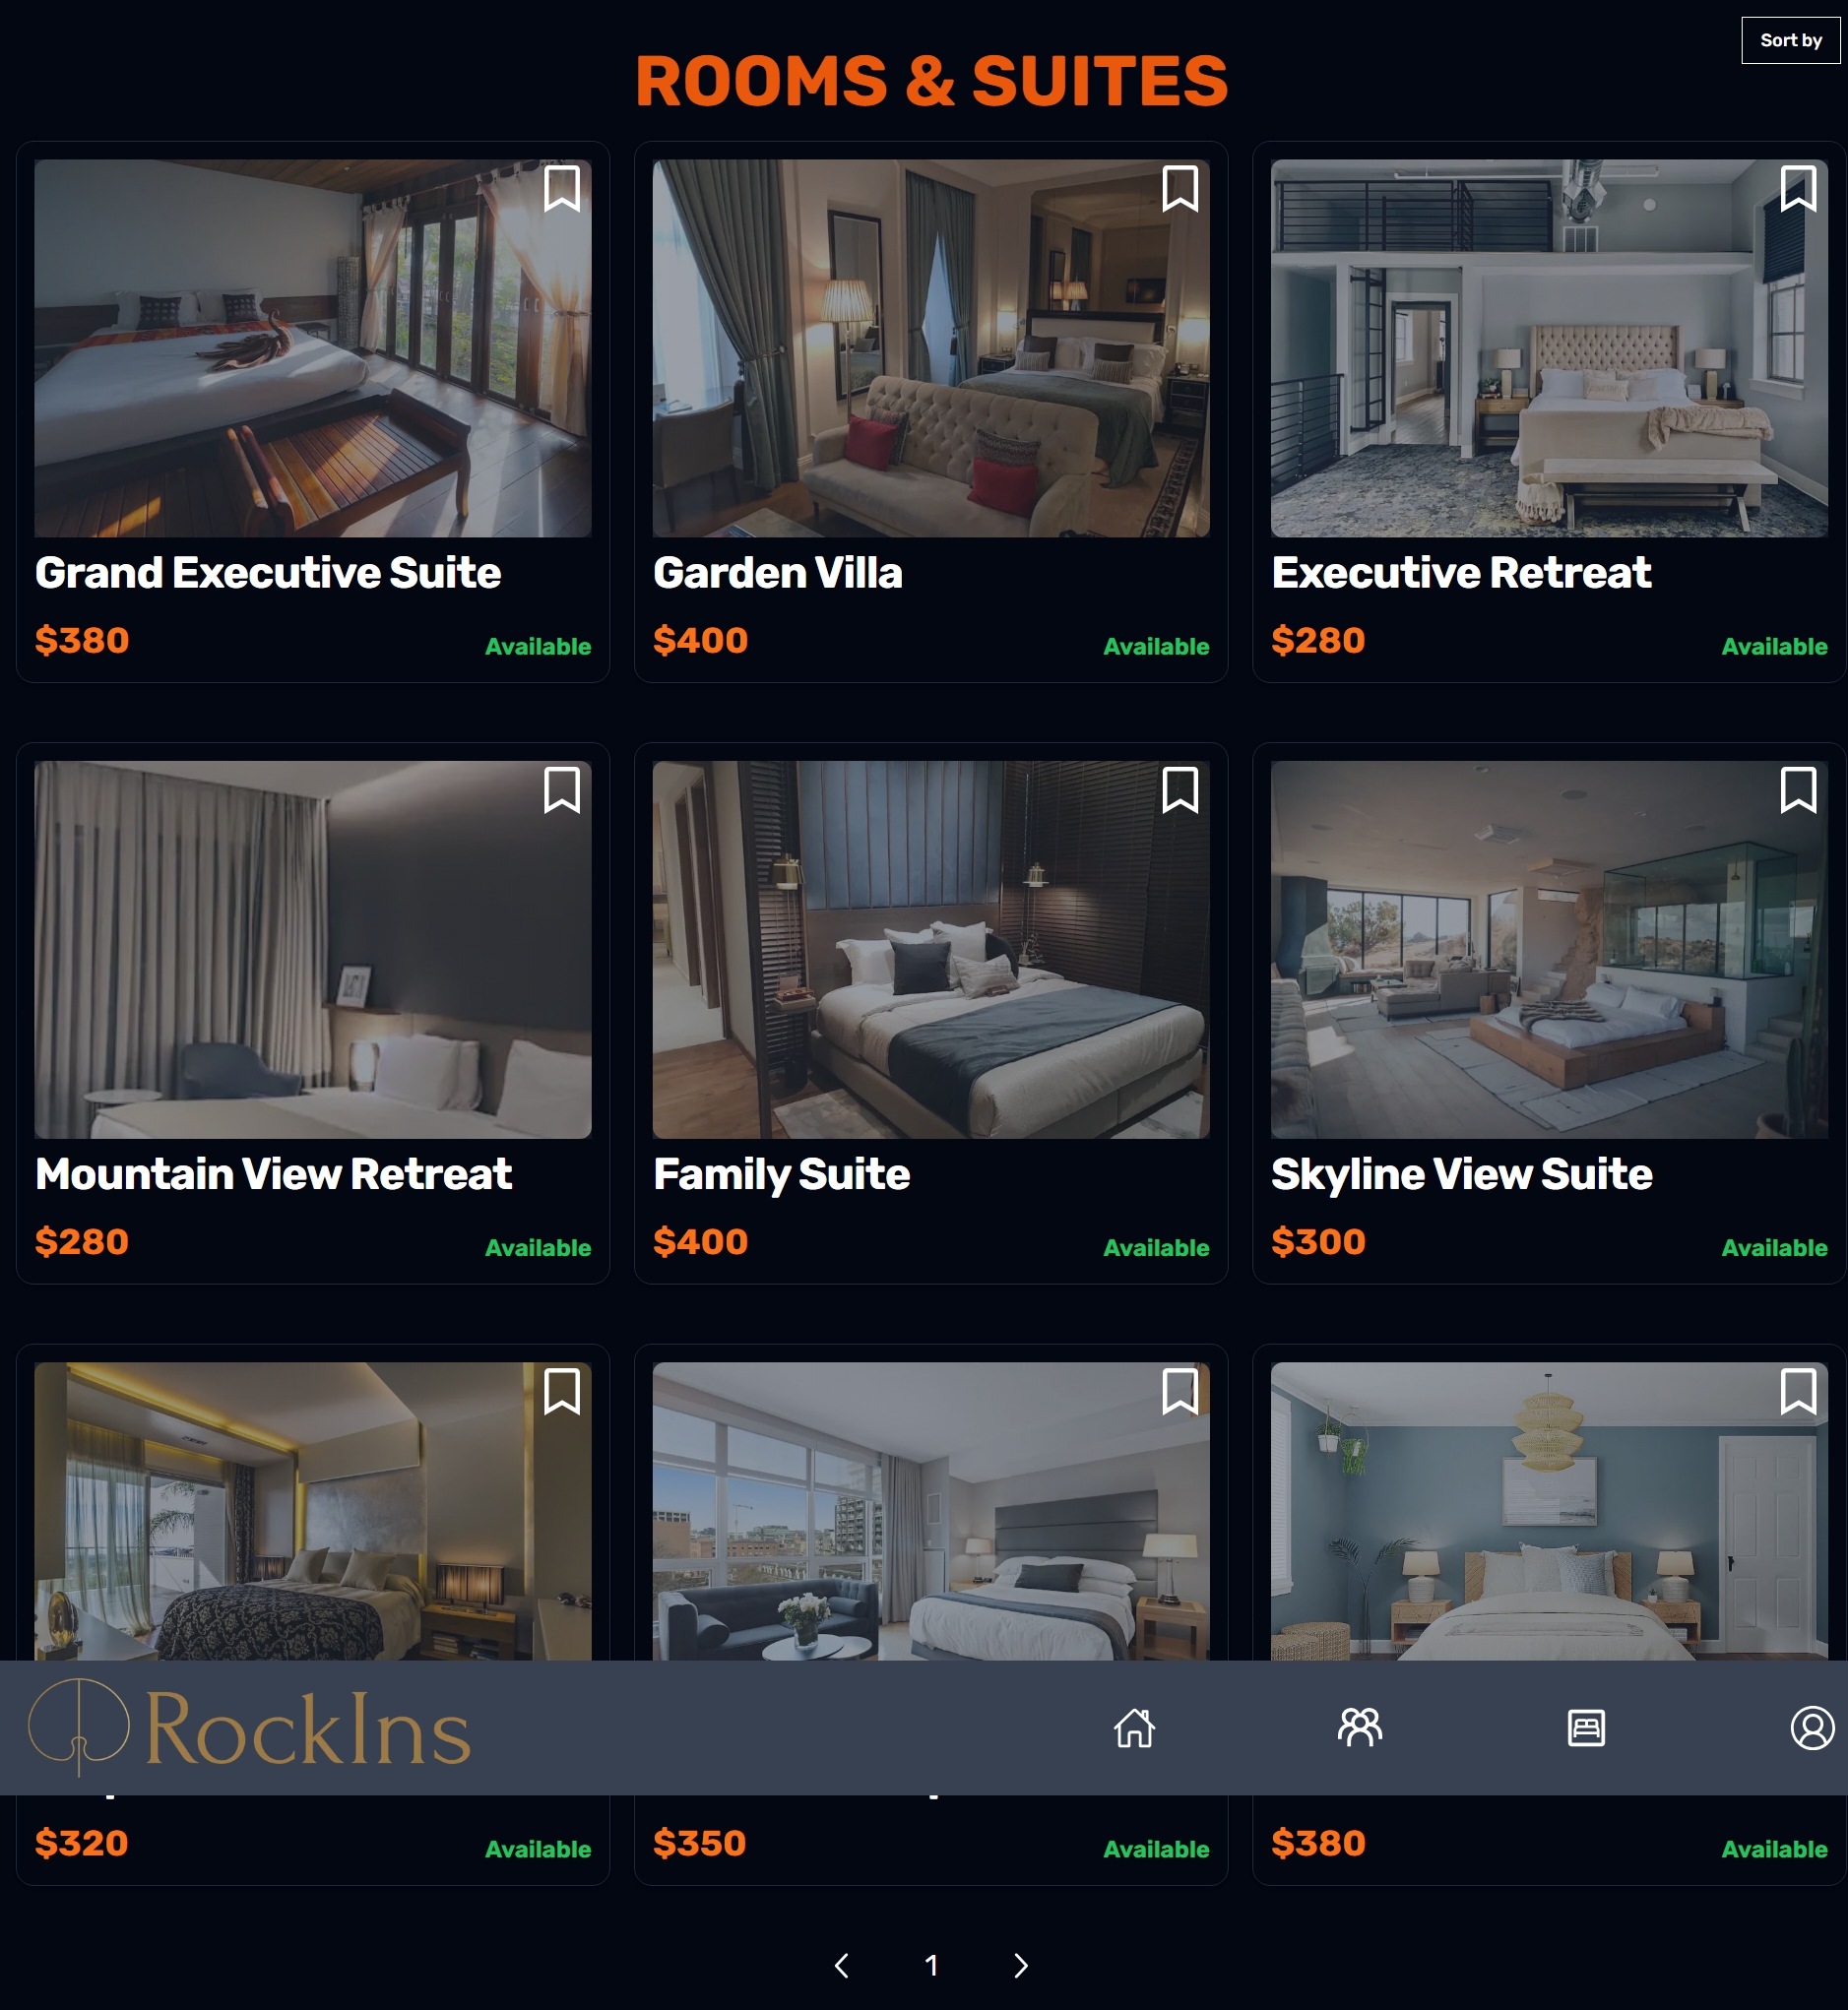 Sort by
ROOMS & SUITES
Grand Executive Suite
$380 Available
Garden Villa
$400 Available
Executive Retreat
$280 Available
Mountain View Retreat
$280 Available
Family Suite
$400 Available
Skyline View Suite
$300 Available
RockIns
$320 Available
$350 Available
$380 Available
1